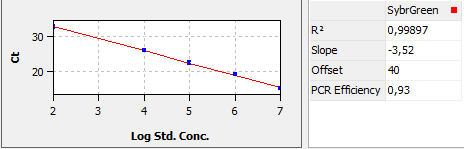 30
20
Ct
2 3 4 5 6 7
Log Std. Conc.
SybrGreen
R² 0,99897
Slope -3,52
Offset 40
PCR Efficiency 0,93